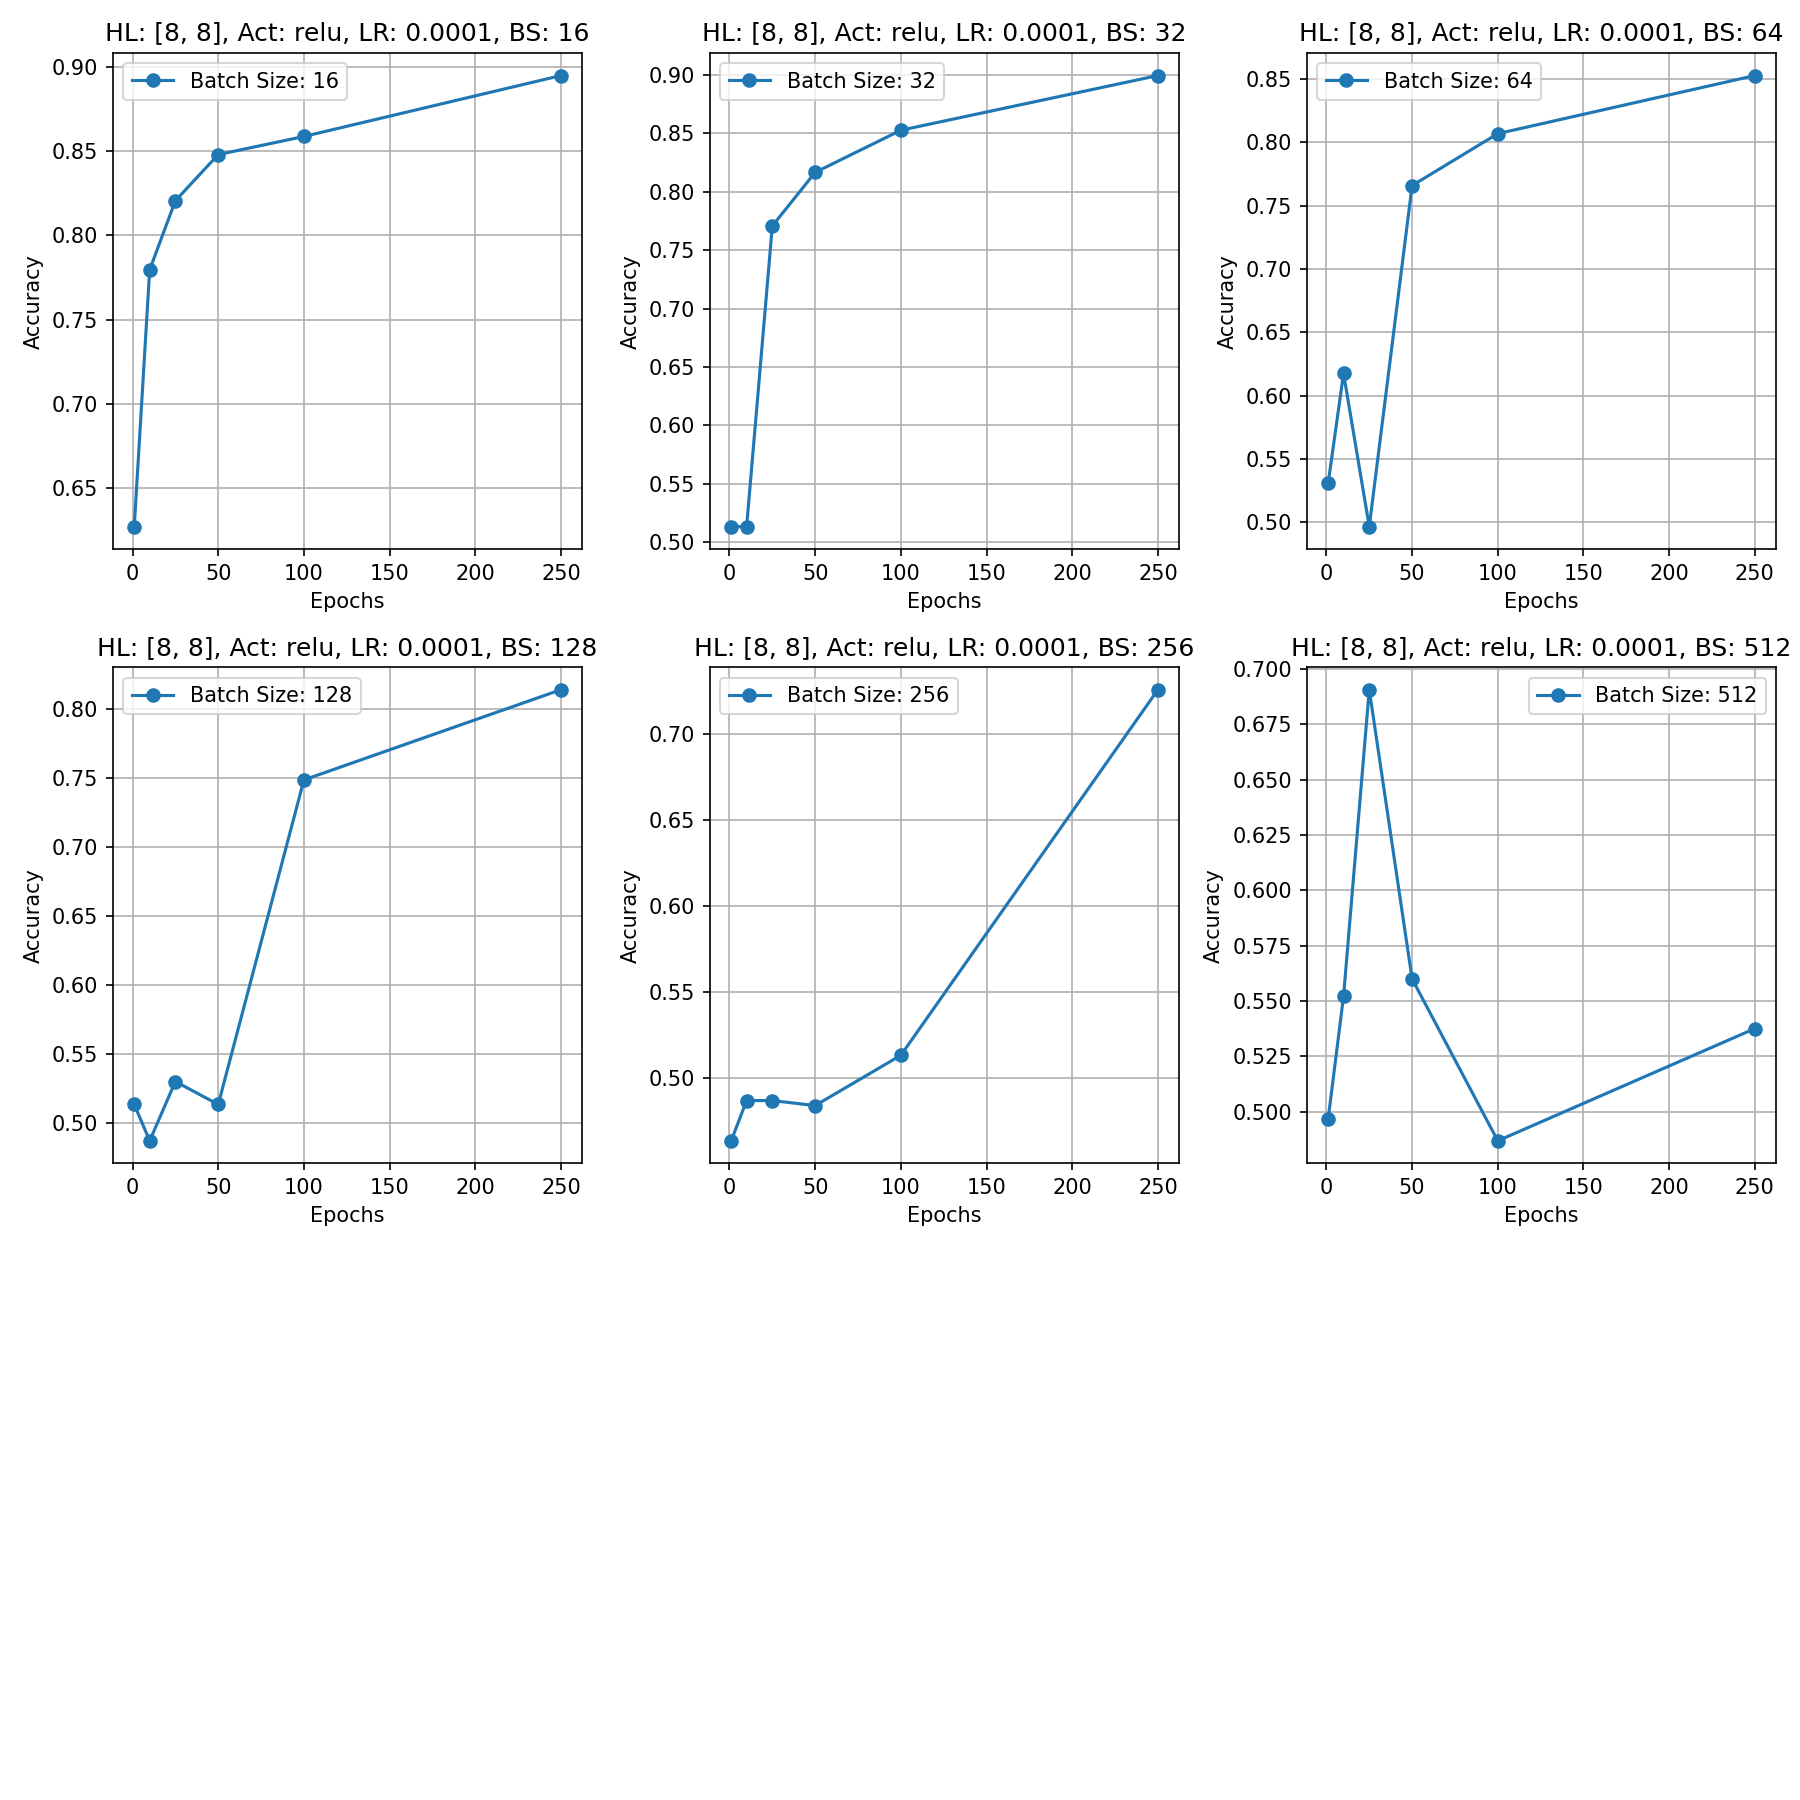 HL: [8, 8], Act: relu, LR: 0.0001, BS: 16
Batch Size: 16
0.90
0.85
0.80
0.75
0.70
0.65
Accuracy
0 50 100 150 200 250
Epochs
HL: [8, 8], Act: relu, LR: 0.0001, BS: 32
Batch Size: 32
0.90
0.85
0.80
0.75
0.70
0.65
0.60
0.55
0.50
Accuracy
0 50 100 150 200 250
Epochs
HL: [8, 8], Act: relu, LR: 0.0001, BS: 64
Batch Size: 64
0.85
0.80
0.75
0.70
0.65
0.60
0.55
0.50
Accuracy
0 50 100 150 200 250
Epochs
HL: [8, 8], Act: relu, LR: 0.0001, BS: 128
Batch Size: 128
0.80
0.75
0.70
0.65
0.60
0.55
0.50
Accuracy
0 50 100 150 200 250
Epochs
HL: [8, 8], Act: relu, LR: 0.0001, BS: 256
Batch Size: 256
0.70
0.65
0.60
0.55
0.50
Accuracy
0 50 100 150 200 250
Epochs
HL: [8, 8], Act: relu, LR: 0.0001, BS: 512
Batch Size: 512
0.700
0.675
0.650
0.625
0.600
0.575
0.550
0.525
0.500
Accuracy
0 50 100 150 200 250
Epochs